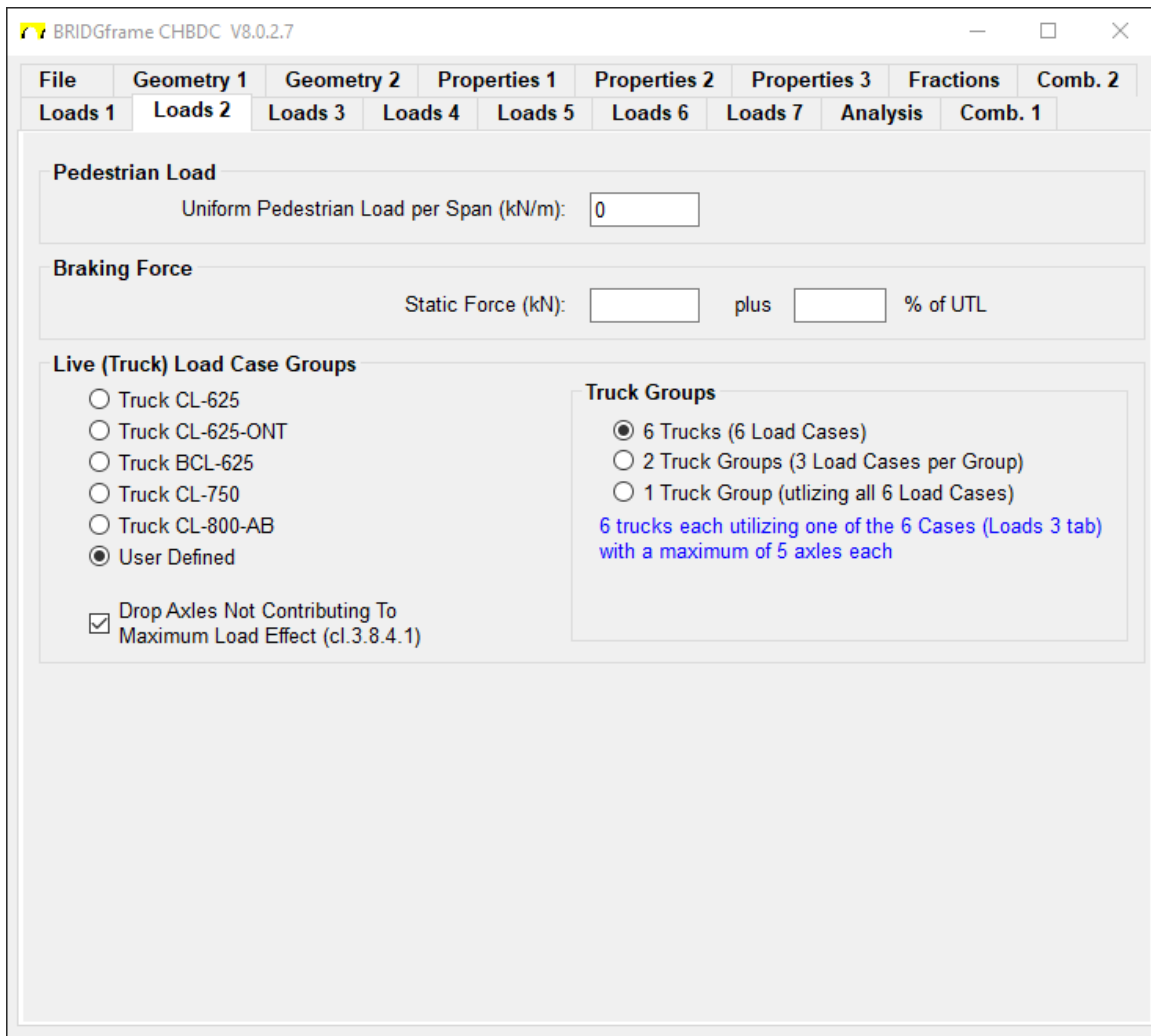 BRIDGframe CHBDC V8.0.2.7
File Geometry 1 Geometry 2 Properties 1 Properties 2 Properties 3 Fractions Comb. 2
Loads 1 Loads 2 Loads 3 Loads 4 Loads 5 Loads 6 Loads 7 Analysis Comb. 1
Pedestrian Load
Uniform Pedestrian Load per Span (kN/m): 0
Braking Force
Static Force (kN): plus % of UTL
Live (Truck) Load Case Groups
Truck CL-625
Truck CL-625-ONT
Truck BCL-625
Truck CL-750
Truck CL-800-AB
User Defined
Drop Axles Not Contributing To
Maximum Load Effect (cl.3.8.4.1)
Truck Groups
6 Trucks (6 Load Cases)
2 Truck Groups (3 Load Cases per Group)
1 Truck Group (utlizing all 6 Load Cases)
6 trucks each utilizing one of the 6 Cases (Loads 3 tab)
with a maximum of 5 axles each